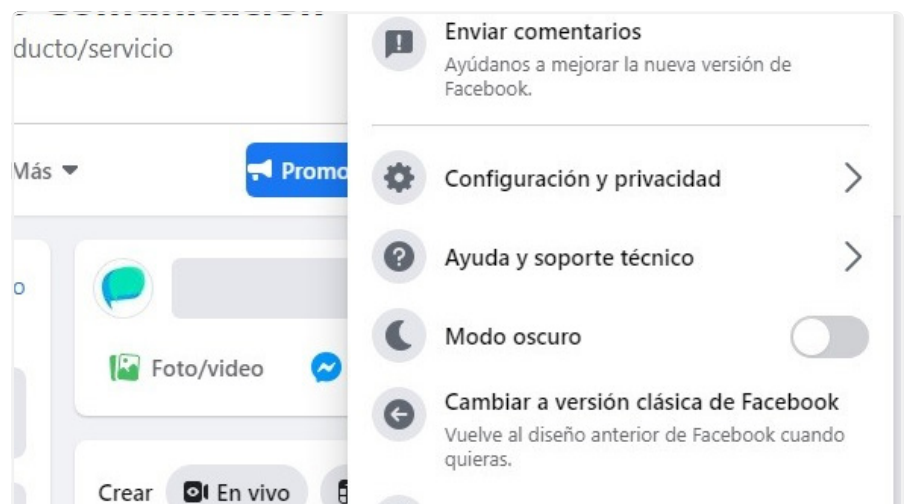 ducto/servicio
Más
Promo
o
Foto/video
Crear
En vivo
Enviar comentarios
Ayúdanos a mejorar la nueva versión de
Facebook.
Configuración y privacidad
Ayuda y soporte técnico
Modo oscuro
Cambiar a versión clásica de Facebook
Vuelve al diseño anterior de Facebook cuando
quieras.